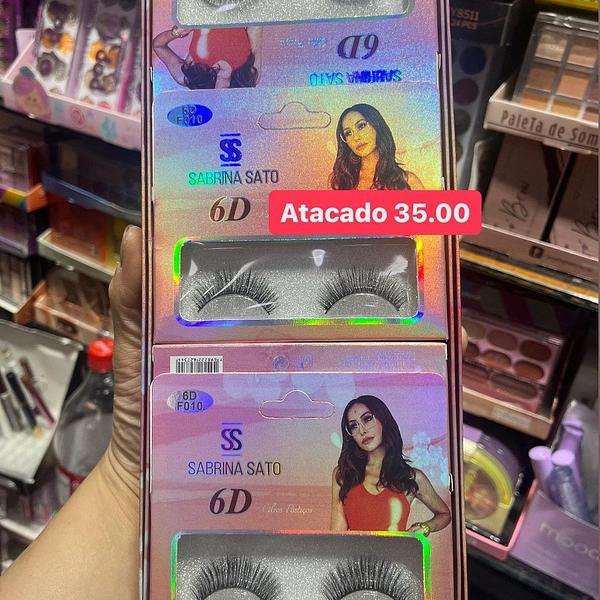 6D
SABRINA SATO
6D
F010
SS
SABRINA SATO
6D
Atacado 35.00
6D
F010
SS
SABRINA SATO
6D
Cílios Postiços
PaLeTa de Som